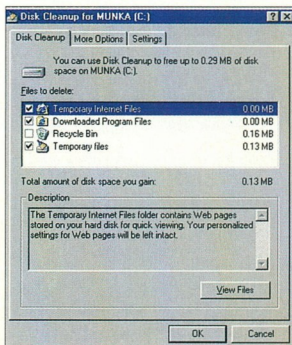 Disk Cleanup for MUNKA (C:)
Disk Cleanup More Options Settings
You can use Disk Cleanup to free up to 0.29 MB of disk
space on MUNKA (C:).
Files to delete:
Temporary Internet Files 0.00 MB
Downloaded Program Files 0.00 MB
Recycle Bin 0.16 MB
Temporary files 0.13 MB
Total amount of disk space you gain: 0.13 MB
Description
The Temporary Internet Files folder contains Web pages
stored on your hard disk for quick viewing. Your personalized
settings for Web pages will be left intact.
View Files
OK Cancel